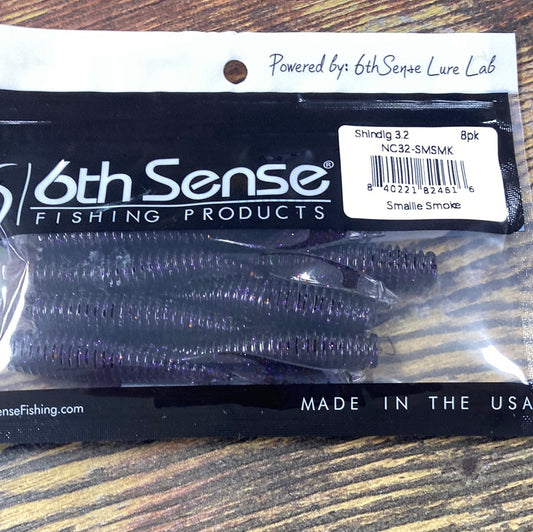 Powered by: 6thSense Lure Lab
Shindig 3.2 8pk
NC32-SMSMK
8 40221 82461 6
Smallie Smoke
6th Sense®
FISHING PRODUCTS
enseFishing.com
MADE IN THE USA